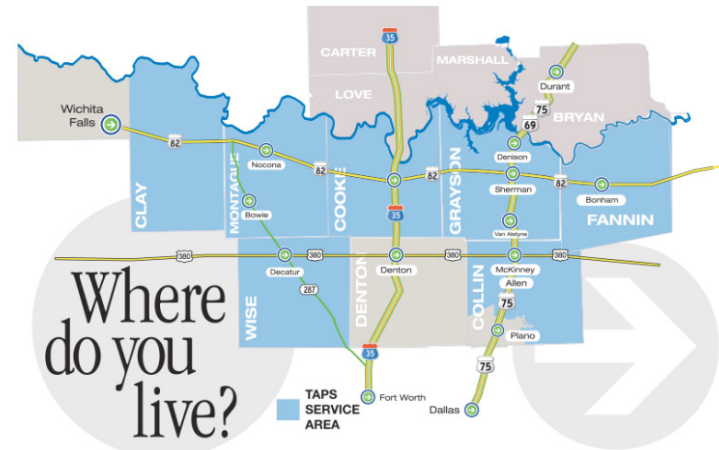 35
CARTER
MARSHALL
LOVE
Durant
75
BRYAN
69
Wichita
Falls
82
Nocona
82
Denison
Sherman
82
82
Bonham
CLAY
MONTAGUE
Bowie
COOKE
35
GRAYSON
Van Alstyne
FANNIN
380
Decatur
380
Denton
380
McKinney
380
Allen
287
WISE
DENTON
COLLIN
75
Plano
35
75
Fort Worth
Dallas
Where
do you
live?
TAPS
SERVICE
AREA